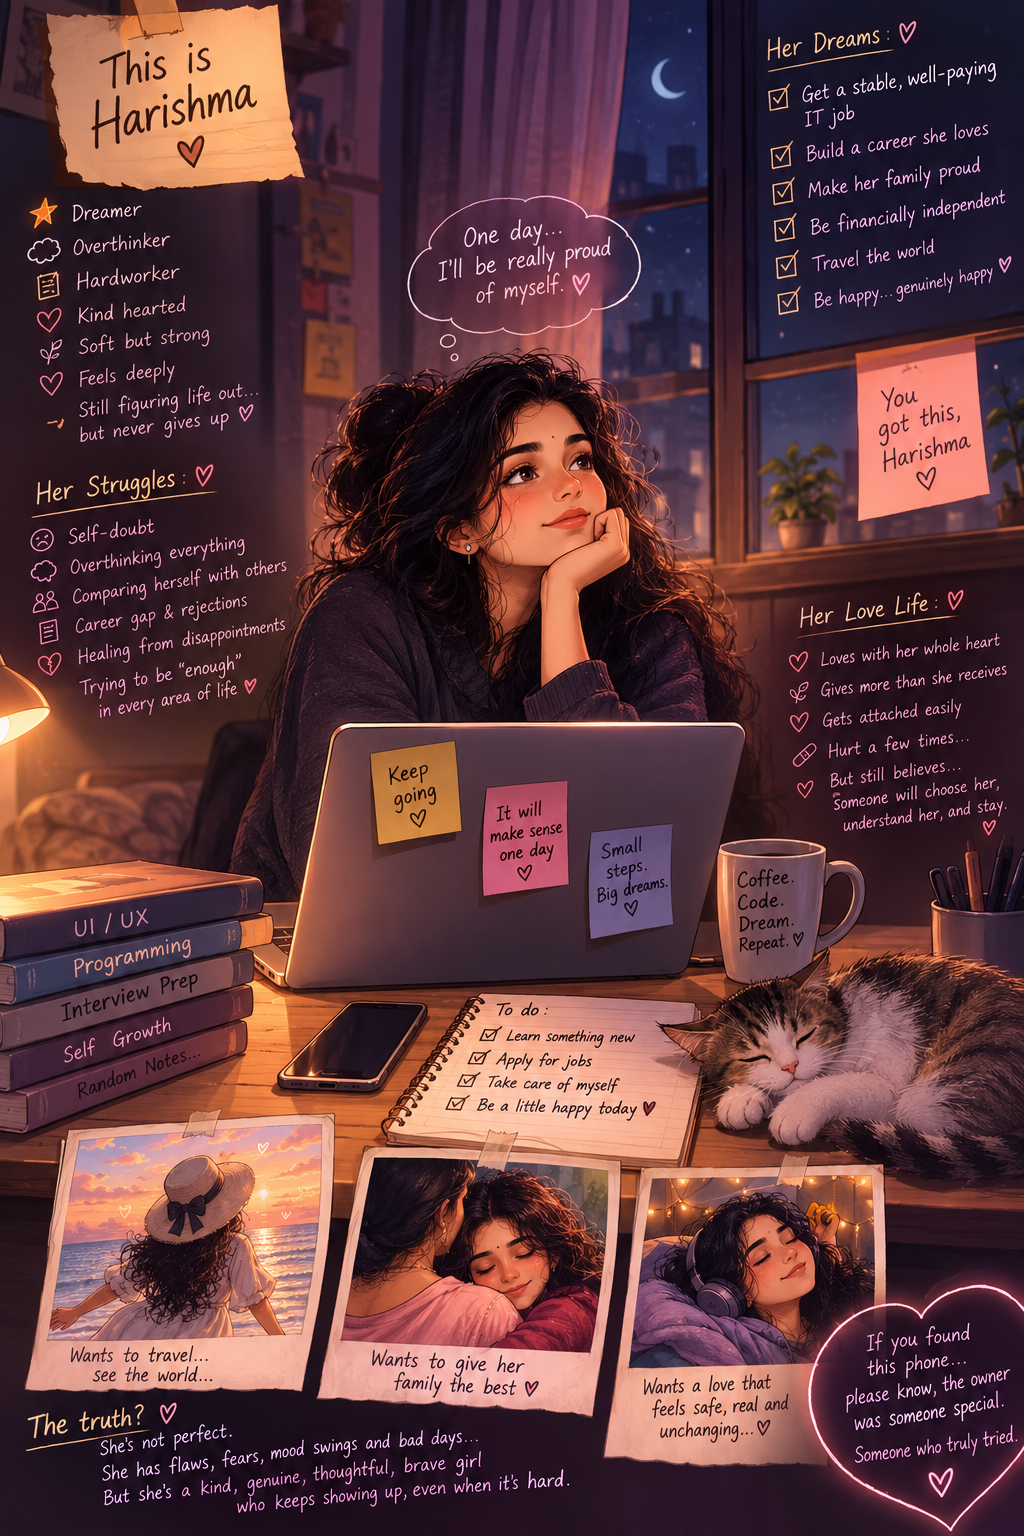 This is
Harishma
Dreamer
Overthinker
Hardworker
Kind hearted
Soft but strong
Feels deeply
Still figuring life out...
but never gives up
Her Struggles :
Self-doubt
Overthinking everything
Comparing herself with others
Career gap & rejections
Healing from disappointments
Trying to be "enough"
in every area of life
One day...
I'll be really proud
of myself.
Her Dreams :
Get a stable, well-paying
IT job
Build a career she loves
Make her family proud
Be financially independent
Travel the world
Be happy... genuinely happy
You
got this,
Harishma
Her Love Life :
Loves with her whole heart
Gives more than she receives
Gets attached easily
Hurt a few times...
But still believes...
Someone will choose her,
understand her, and stay.
Keep
going
It will
make sense
one day
Small
steps.
Big dreams.
Coffee.
Code.
Dream.
Repeat.
UI / UX
Programming
Interview Prep
Self Growth
Random Notes...
To do :
Learn something new
Apply for jobs
Take care of myself
Be a little happy today
Wants to travel...
see the world...
Wants to give her
family the best
Wants a love that
feels safe, real and
unchanging...
The truth?
She's not perfect.
She has flaws, fears, mood swings and bad days...
But she's a kind, genuine, thoughtful, brave girl
who keeps showing up, even when it's hard.
If you found
this phone...
please know, the owner
was someone special.
Someone who truly tried.